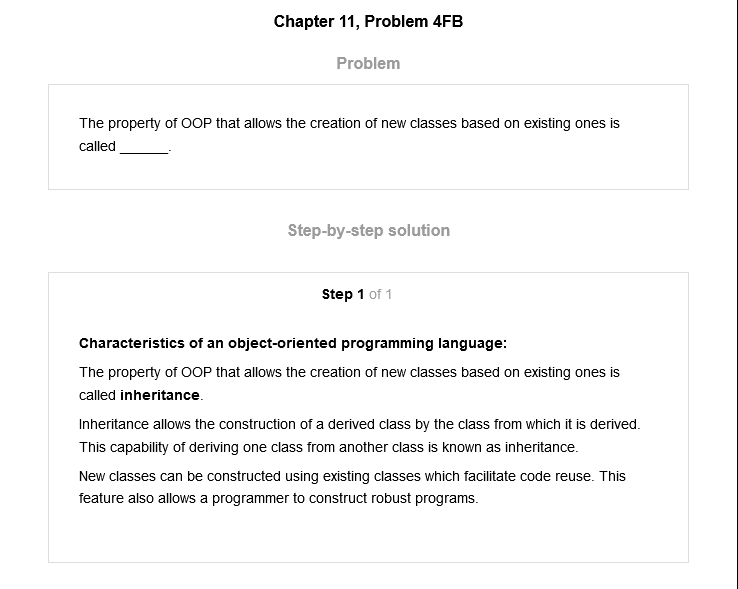 Chapter 11, Problem 4FB
Problem
The property of OOP that allows the creation of new classes based on existing ones is
called ______.
Step-by-step solution
Step 1 of 1
Characteristics of an object-oriented programming language:
The property of OOP that allows the creation of new classes based on existing ones is
called inheritance.
Inheritance allows the construction of a derived class by the class from which it is derived.
This capability of deriving one class from another class is known as inheritance.
New classes can be constructed using existing classes which facilitate code reuse. This
feature also allows a programmer to construct robust programs.